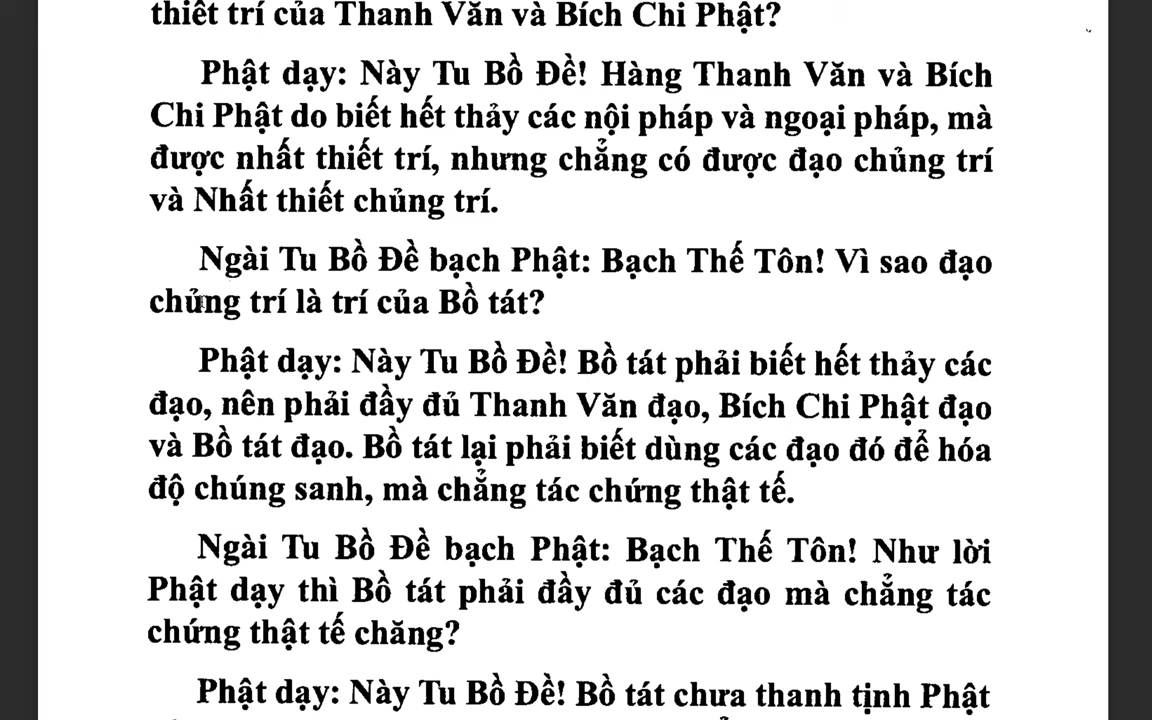 thiết trí của Thanh Văn và Bích Chi Phật?
Phật dạy: Này Tu Bồ Đề! Hàng Thanh Văn và Bích
Chi Phật do biết hết thảy các nội pháp và ngoại pháp, mà
được nhất thiết trí, nhưng chẳng có được đạo chủng trí
và Nhất thiết chủng trí.
Ngài Tu Bồ Đề bạch Phật: Bạch Thế Tôn! Vì sao đạo
chủng trí là trí của Bồ tát?
Phật dạy: Này Tu Bồ Đề! Bồ tát phải biết hết thảy các
đạo, nên phải đầy đủ Thanh Văn đạo, Bích Chi Phật đạo
và Bồ tát đạo. Bồ tát lại phải biết dùng các đạo đó để hóa
độ chúng sanh, mà chẳng tác chứng thật tế.
Ngài Tu Bồ Đề bạch Phật: Bạch Thế Tôn! Như lời
Phật dạy thì Bồ tát phải đầy đủ các đạo mà chẳng tác
chứng thật tế chăng?
Phật dạy: Này Tu Bồ Đề! Bồ tát chưa thanh tịnh Phật